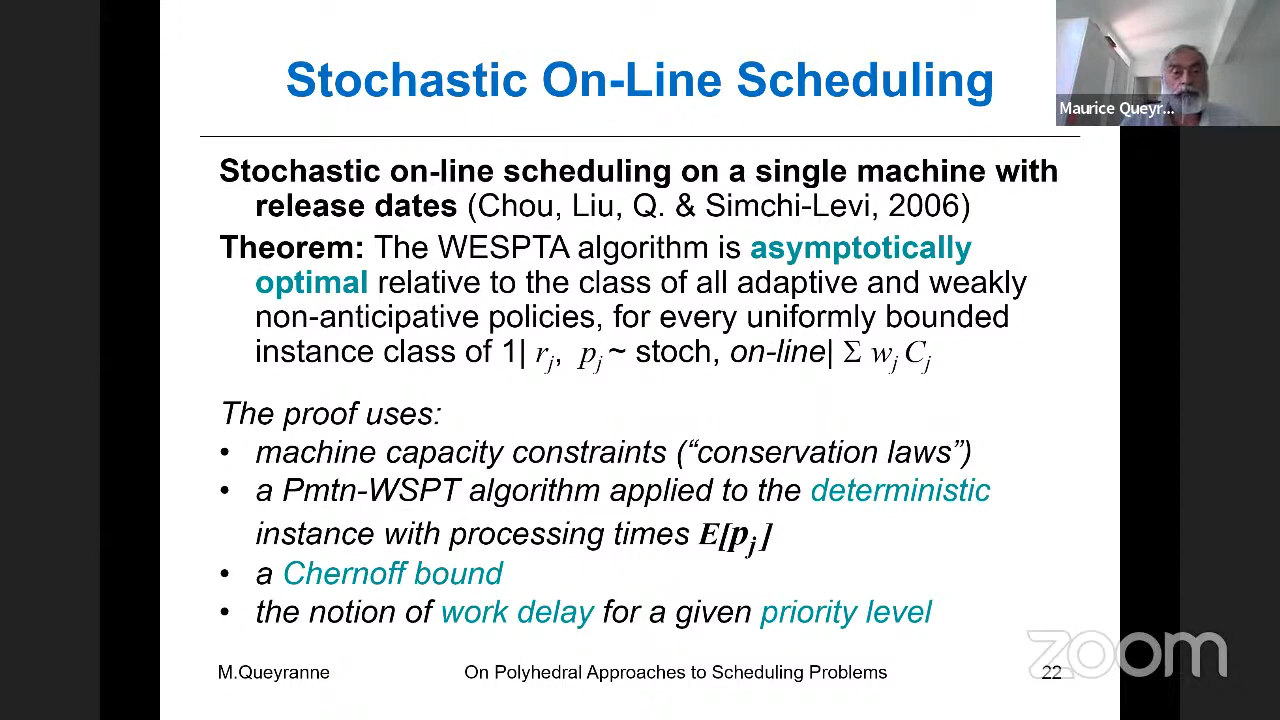 Stochastic On-Line Scheduling
Maurice Queyr...
Stochastic on-line scheduling on a single machine with
release dates (Chou, Liu, Q. & Simchi-Levi, 2006)
Theorem: The WESPTA algorithm is asymptotically
optimal relative to the class of all adaptive and weakly
non-anticipative policies, for every uniformly bounded
instance class of 1| rj, pj ~ stoch, on-line| Σ wj Cj
The proof uses:
• machine capacity constraints (“conservation laws”)
• a Pmtn-WSPT algorithm applied to the deterministic
instance with processing times E[pj]
• a Chernoff bound
• the notion of work delay for a given priority level
M.Queyranne On Polyhedral Approaches to Scheduling Problems 22
zoom